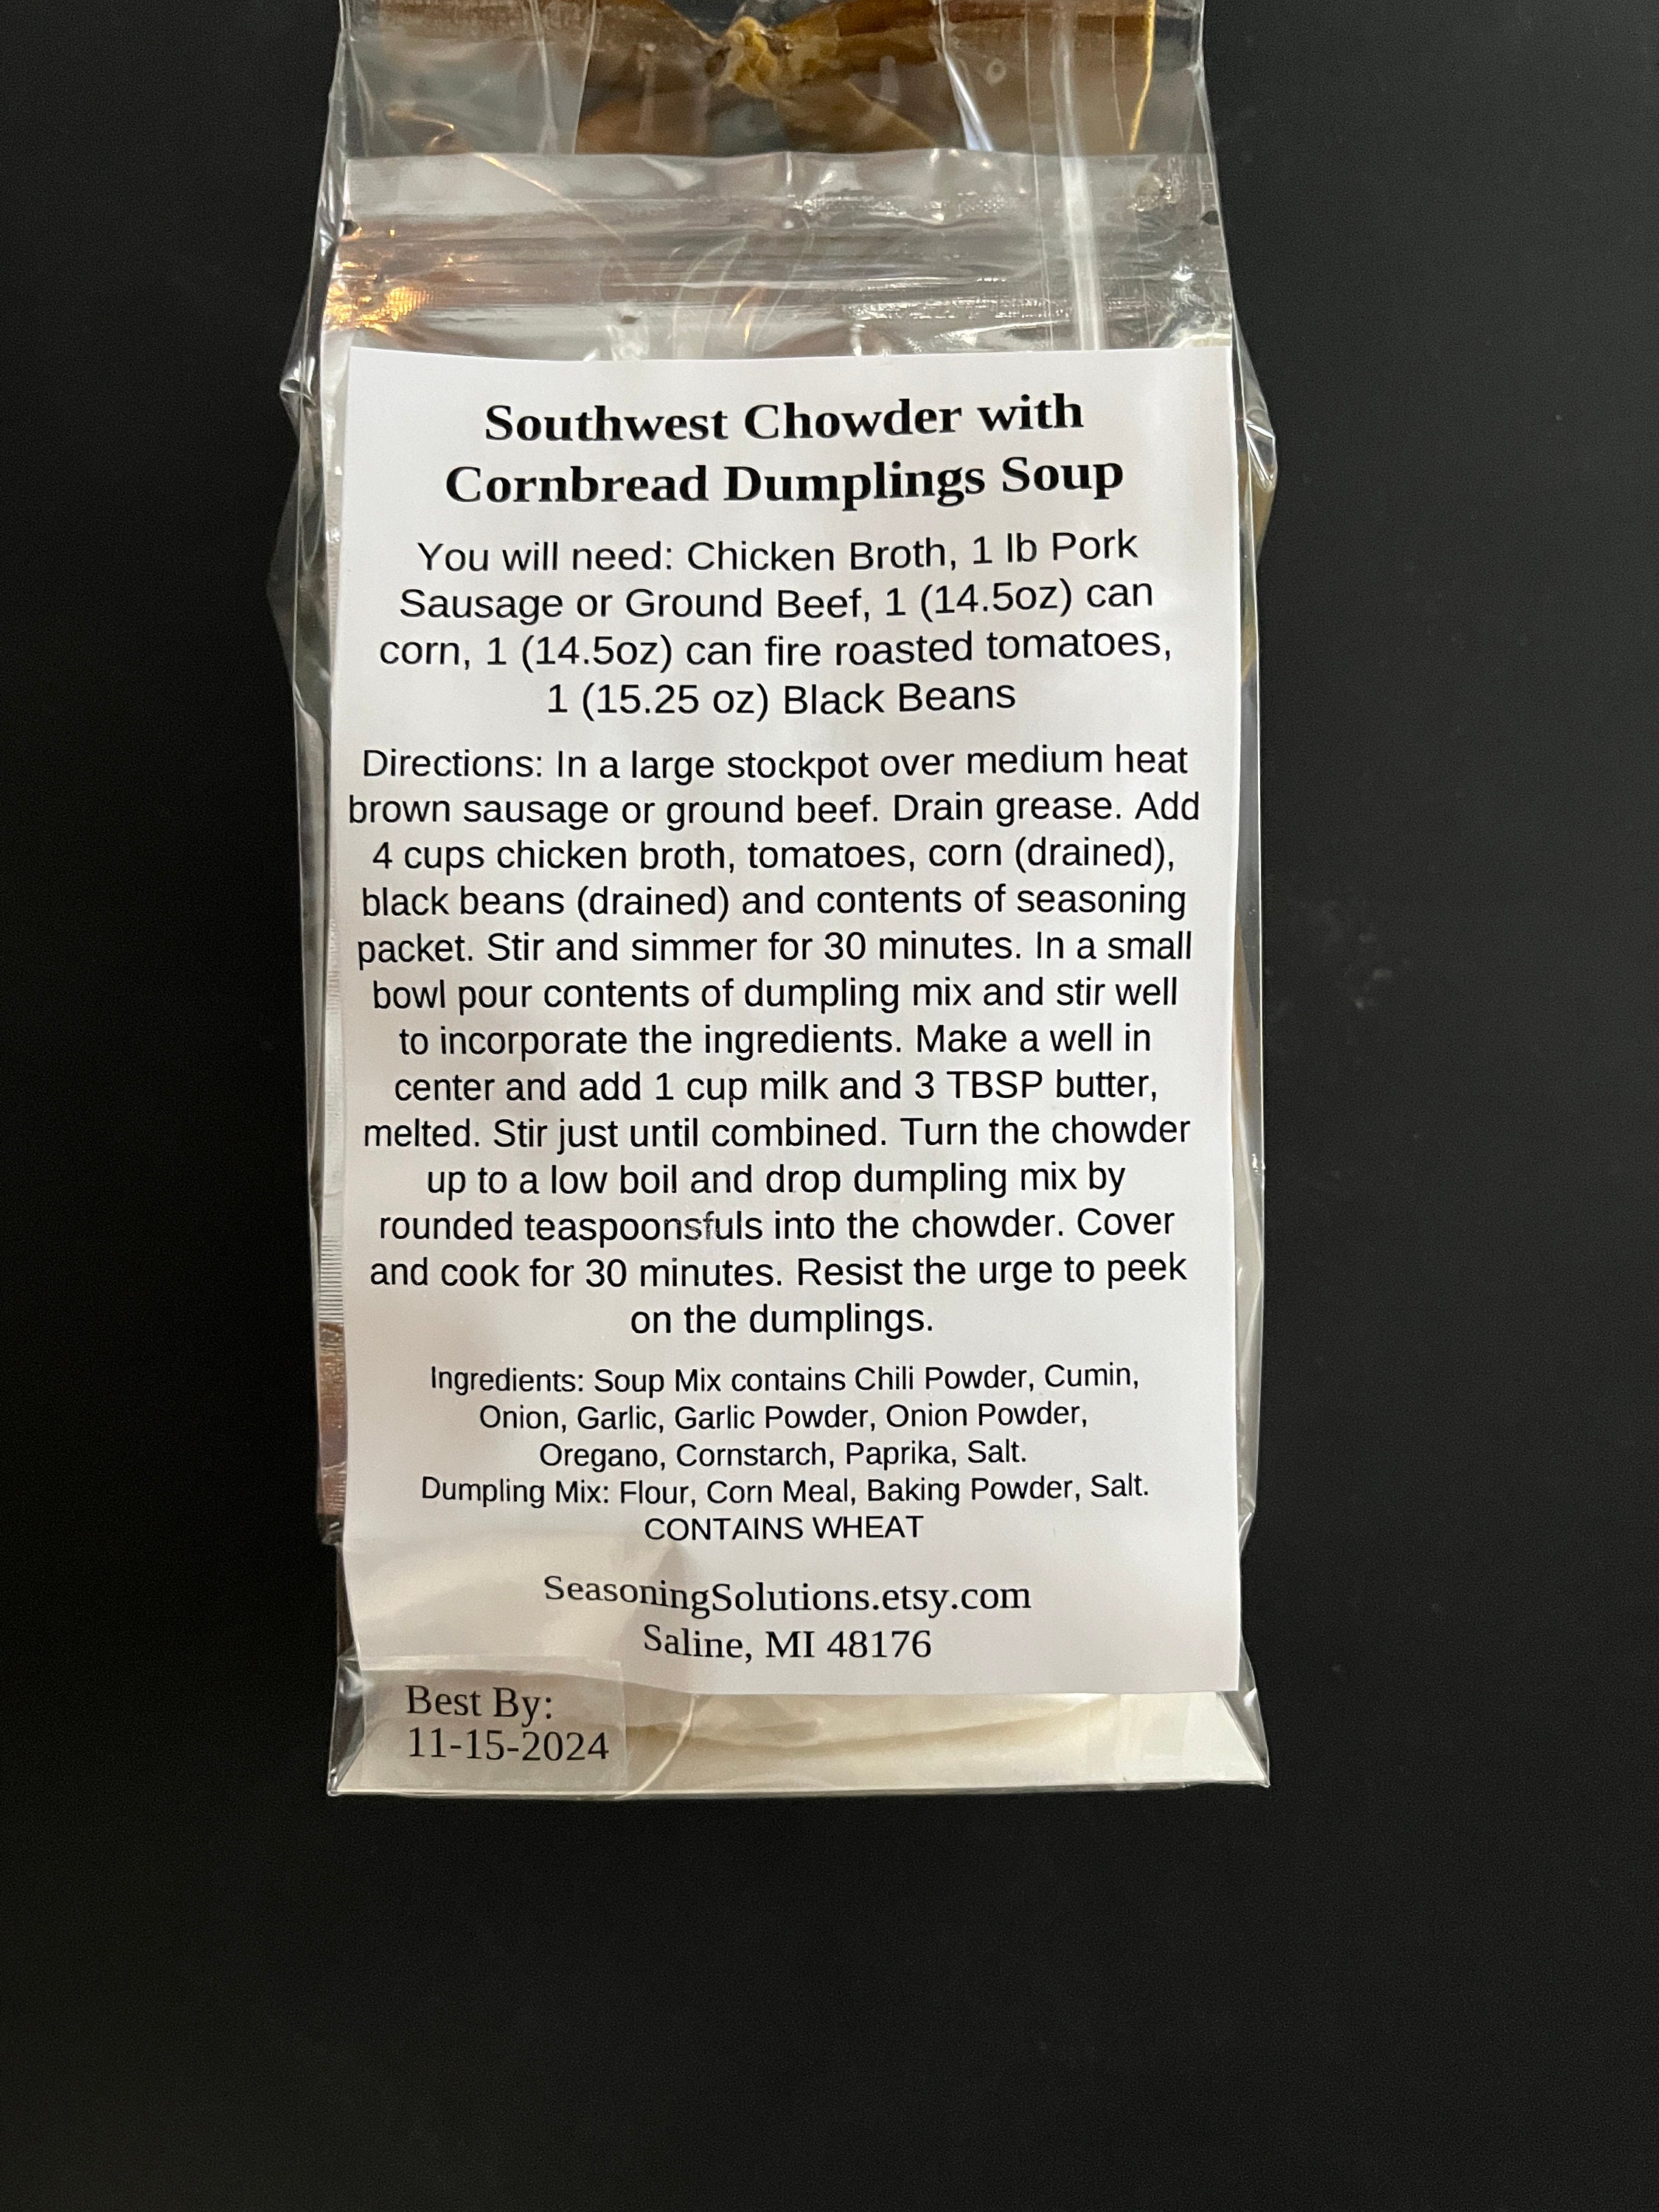 Southwest Chowder with
Cornbread Dumplings Soup
You will need: Chicken Broth, 1 lb Pork
Sausage or Ground Beef, 1 (14.5oz) can
corn, 1 (14.5oz) can fire roasted tomatoes,
1 (15.25 oz) Black Beans
Directions: In a large stockpot over medium heat
brown sausage or ground beef. Drain grease. Add
4 cups chicken broth, tomatoes, corn (drained),
black beans (drained) and contents of seasoning
packet. Stir and simmer for 30 minutes. In a small
bowl pour contents of dumpling mix and stir well
to incorporate the ingredients. Make a well in
center and add 1 cup milk and 3 TBSP butter,
melted. Stir just until combined. Turn the chowder
up to a low boil and drop dumpling mix by
rounded teaspoonsfuls into the chowder. Cover
and cook for 30 minutes. Resist the urge to peek
on the dumplings.
Ingredients: Soup Mix contains Chili Powder, Cumin,
Onion, Garlic, Garlic Powder, Onion Powder,
Oregano, Cornstarch, Paprika, Salt.
Dumpling Mix: Flour, Corn Meal, Baking Powder, Salt.
CONTAINS WHEAT
SeasoningSolutions.etsy.com
Saline, MI 48176
Best By:
11-15-2024